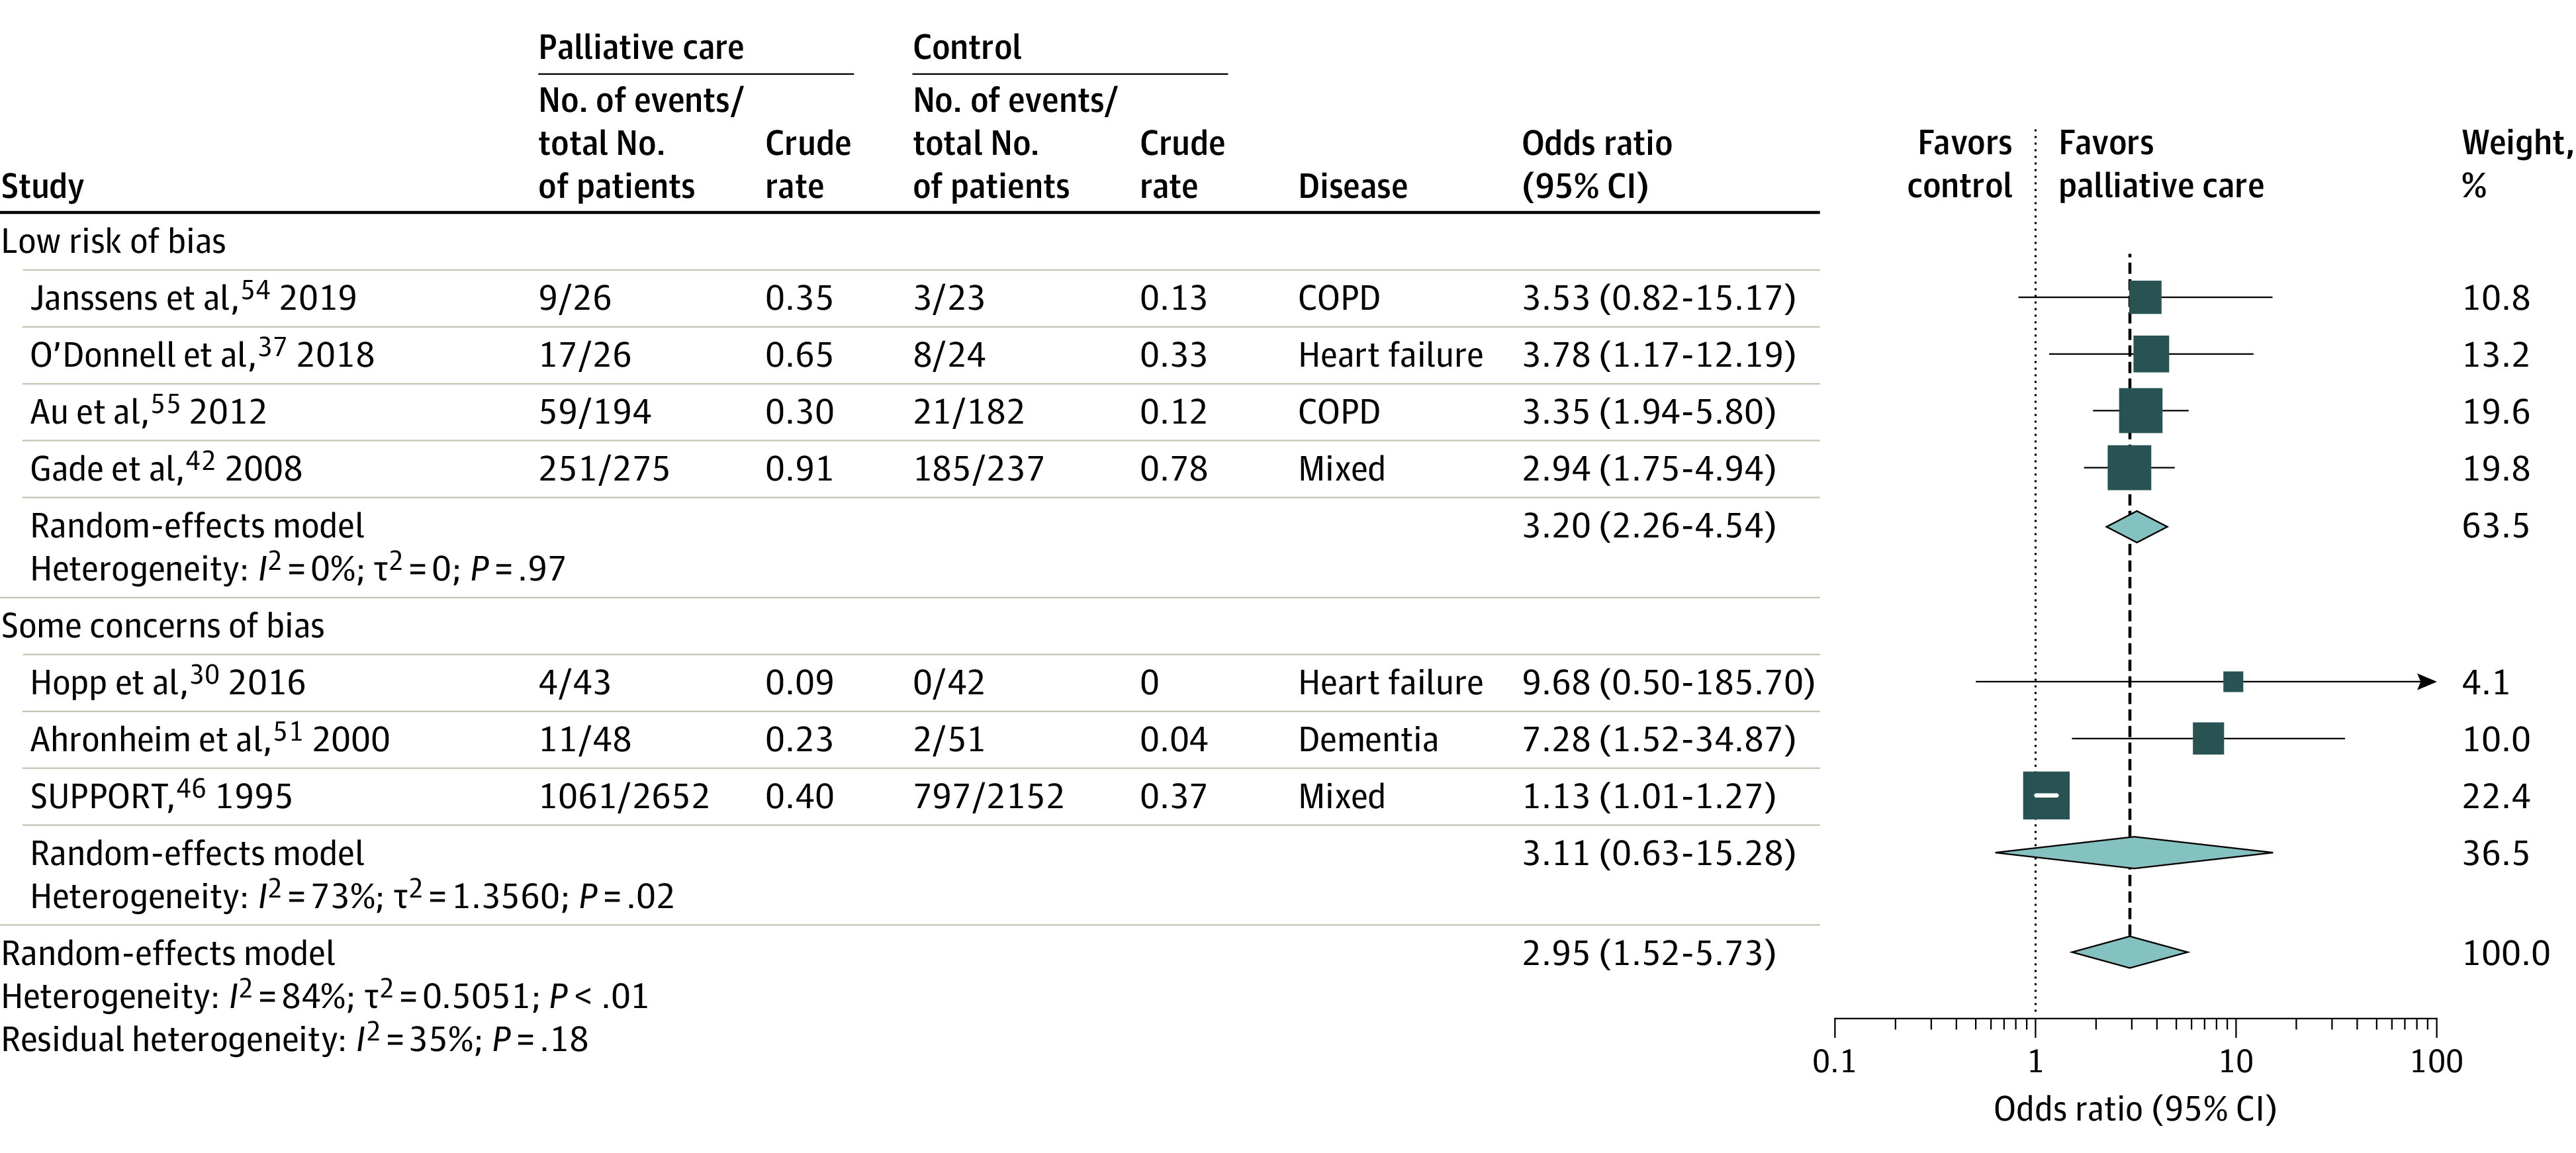 Palliative care Control
No. of events/ No. of events/
total No. Crude total No. Crude Odds ratio Favors Favors Weight,
Study of patients rate of patients rate Disease (95% CI) control palliative care %
Low risk of bias
Janssens et al,54 2019 9/26 0.35 3/23 0.13 COPD 3.53 (0.82-15.17) 10.8
O’Donnell et al,37 2018 17/26 0.65 8/24 0.33 Heart failure 3.78 (1.17-12.19) 13.2
Au et al,55 2012 59/194 0.30 21/182 0.12 COPD 3.35 (1.94-5.80) 19.6
Gade et al,42 2008 251/275 0.91 185/237 0.78 Mixed 2.94 (1.75-4.94) 19.8
Random-effects model 3.20 (2.26-4.54) 63.5
Heterogeneity: I2=0%; τ2=0; P=.97
Some concerns of bias
Hopp et al,30 2016 4/43 0.09 0/42 0 Heart failure 9.68 (0.50-185.70) 4.1
Ahronheim et al,51 2000 11/48 0.23 2/51 0.04 Dementia 7.28 (1.52-34.87) 10.0
SUPPORT,46 1995 1061/2652 0.40 797/2152 0.37 Mixed 1.13 (1.01-1.27) 22.4
Random-effects model 3.11 (0.63-15.28) 36.5
Heterogeneity: I2=73%; τ2=1.3560; P=.02
Random-effects model 2.95 (1.52-5.73) 100.0
Heterogeneity: I2=84%; τ2=0.5051; P< .01
Residual heterogeneity: I2=35%; P=.18
0.1 1 10 100
Odds ratio (95% CI)